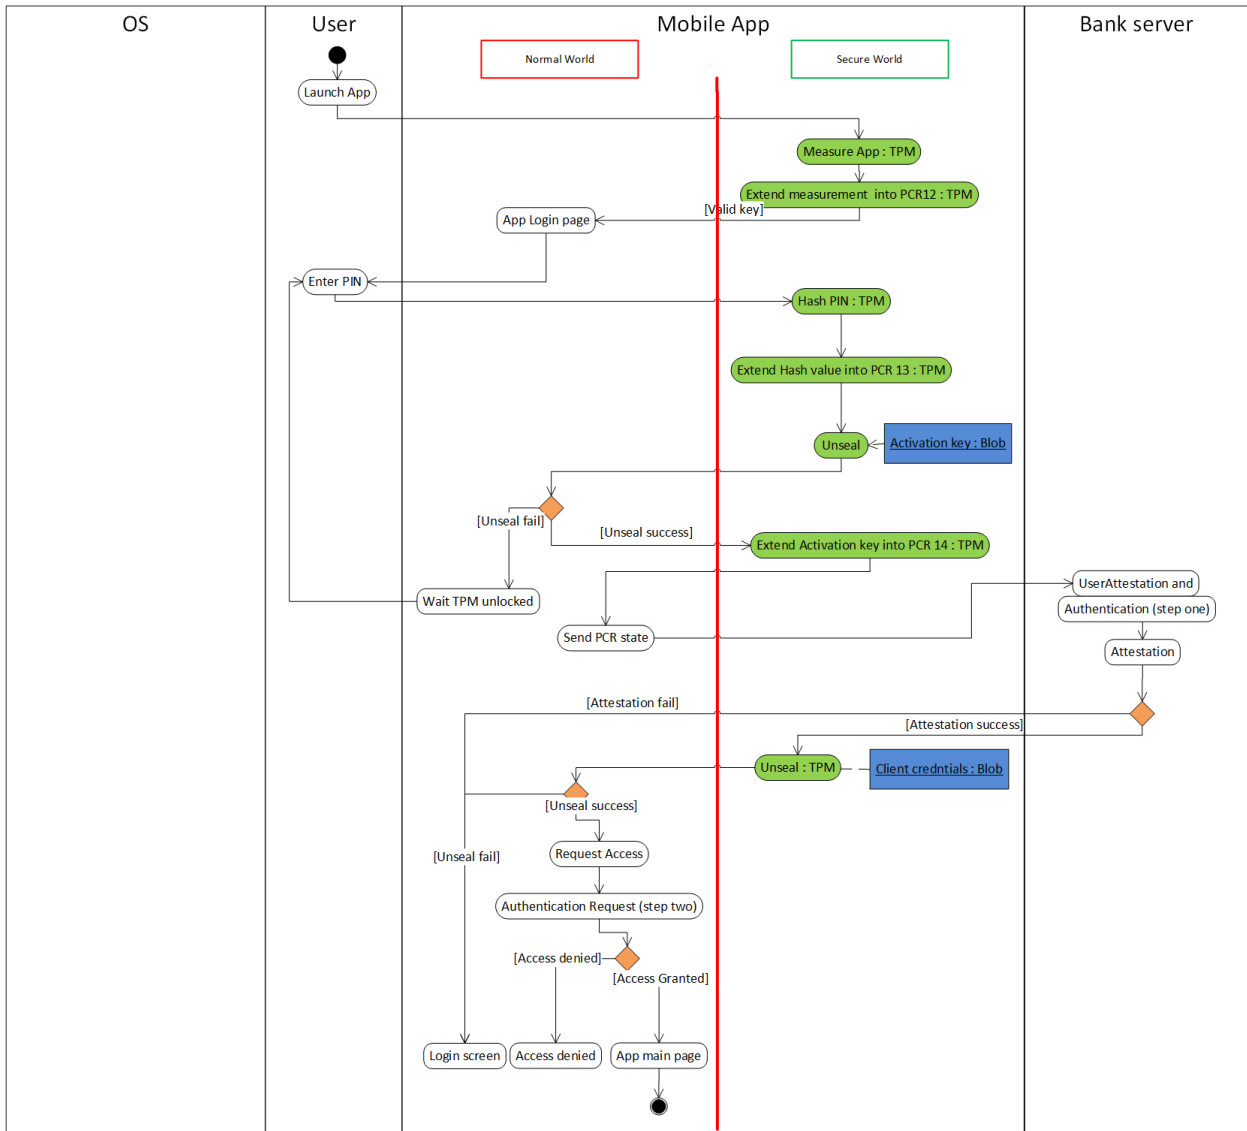 OS
User
Mobile App
Bank server
Normal World
Secure World
Launch App
Measure App : TPM
Extend measurement  into PCR12 : TPM
[Valid key]
App Login page
Enter PIN
Hash PIN : TPM
Extend Hash value into PCR 13 : TPM
Unseal
Activation key : Blob
[Unseal fail]
[Unseal success]
Extend Activation key into PCR 14 : TPM
Wait TPM unlocked
UserAttestation and
Authentication (step one)
Send PCR state
Attestation
[Attestation fail]
[Attestation success]
Unseal : TPM
Client credntials : Blob
[Unseal success]
[Unseal fail]
Request Access
Authentication Request (step two)
[Access denied]
[Access Granted]
Login screen
Access denied
App main page